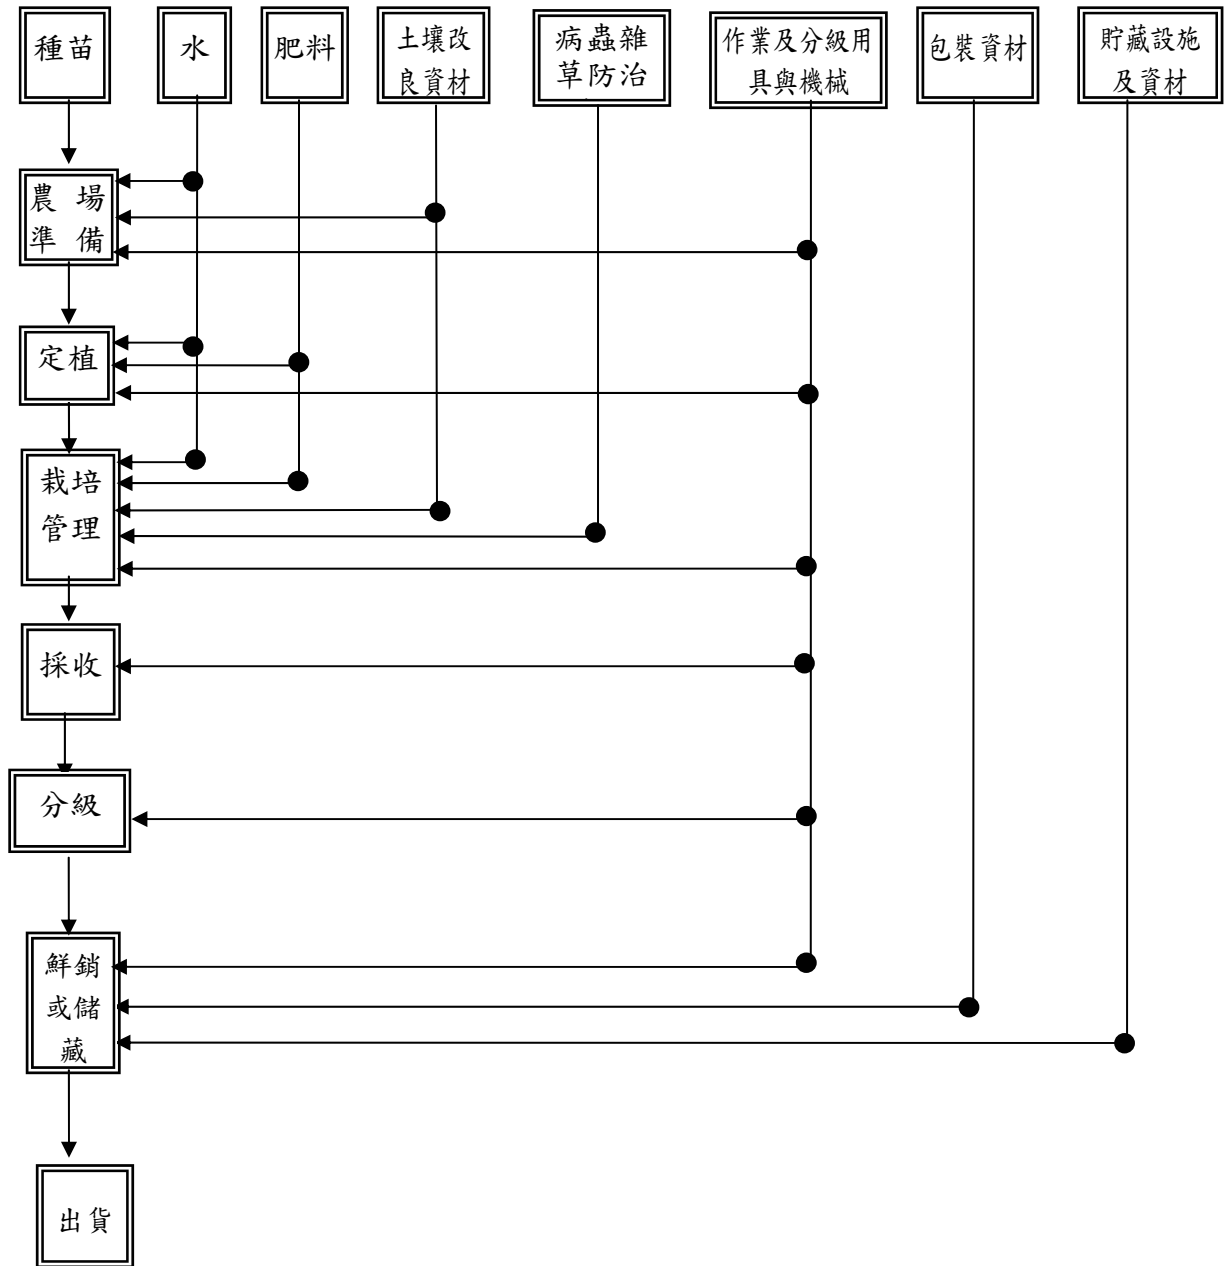 種苗
水
肥料
土壤改
良資材
病蟲雜
草防治
作業及分級用
具與機械
包裝資材
貯藏設施
及資材
農 場
準 備
定植
栽培
管理
採收
分級
鮮銷
或儲
藏
出貨